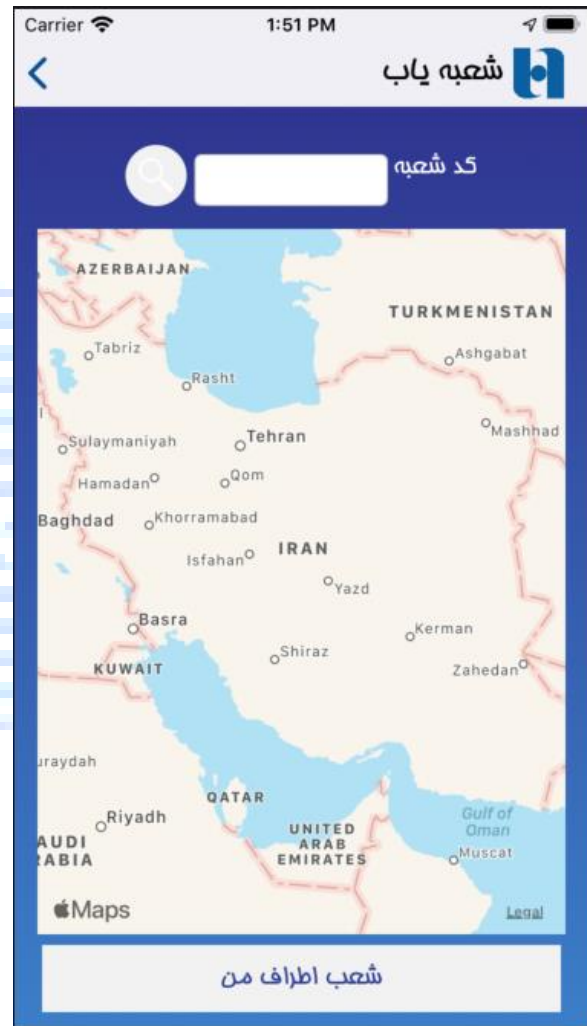 Carrier 1:51 PM
شعبه یاب
کد شعبه
AZERBAIJAN
TURKMENISTAN
Tabriz
Ashgabat
Rasht
Mashhad
Sulaymaniyah
Tehran
Hamadan
Qom
Baghdad
Khorramabad
Isfahan
IRAN
Yazd
Basra
Kerman
Shiraz
KUWAIT
Zahedan
uraydah
QATAR
Riyadh
Gulf of
Oman
UNITED
ARAB
EMIRATES
AUDI
RABIA
Muscat
Maps
Legal
شعب اطراف من